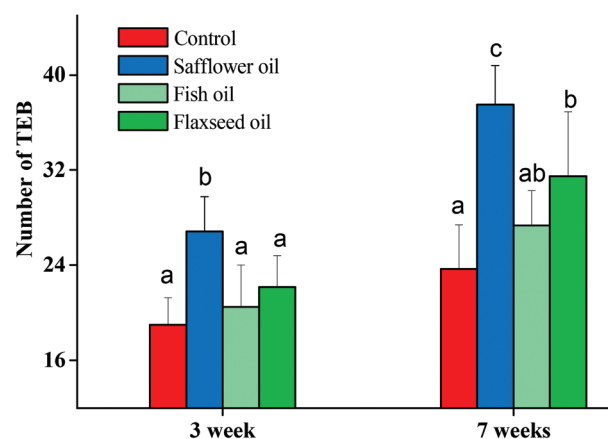 Control
Safflower oil
Fish oil
Flaxseed oil
Number of TEB
40
32
24
16
a
b
a
a
a
c
ab
b
3 week
7 weeks